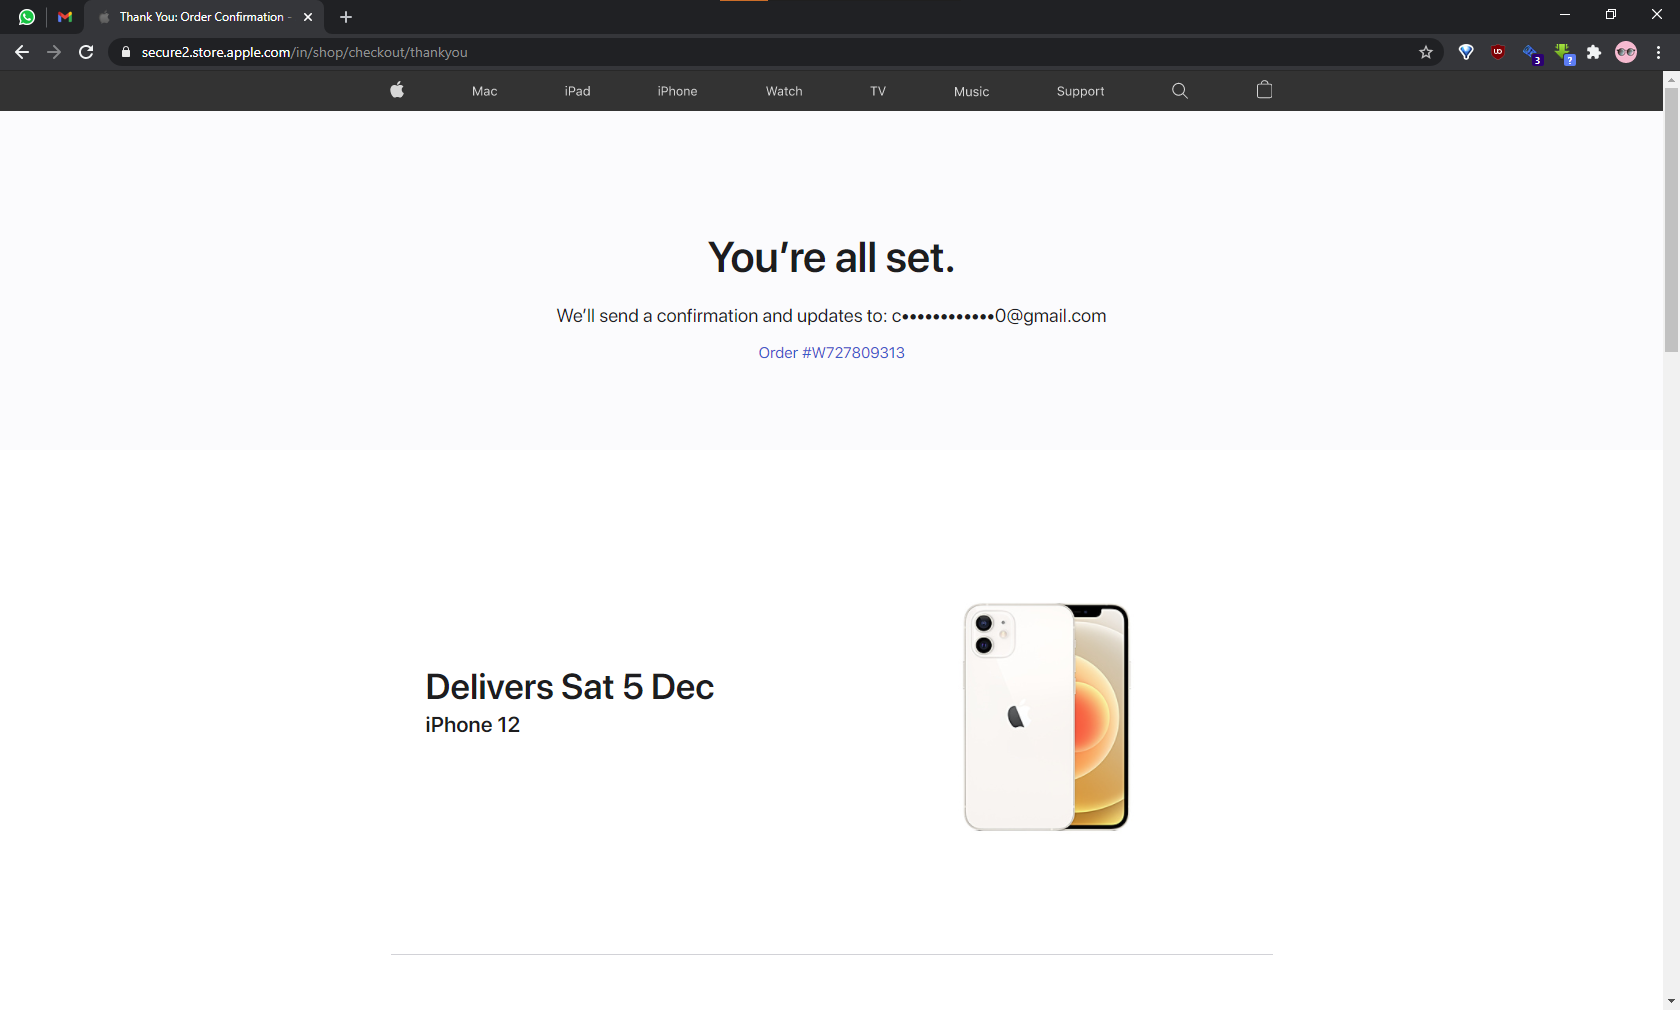 Thank You: Order Confirmation -
secure2.store.apple.com/in/shop/checkout/thankyou
3
?
Mac iPad iPhone Watch TV Music Support
You're all set.
We'll send a confirmation and updates to: c••••••••••••0@gmail.com
Order #W727809313
Delivers Sat 5 Dec
iPhone 12